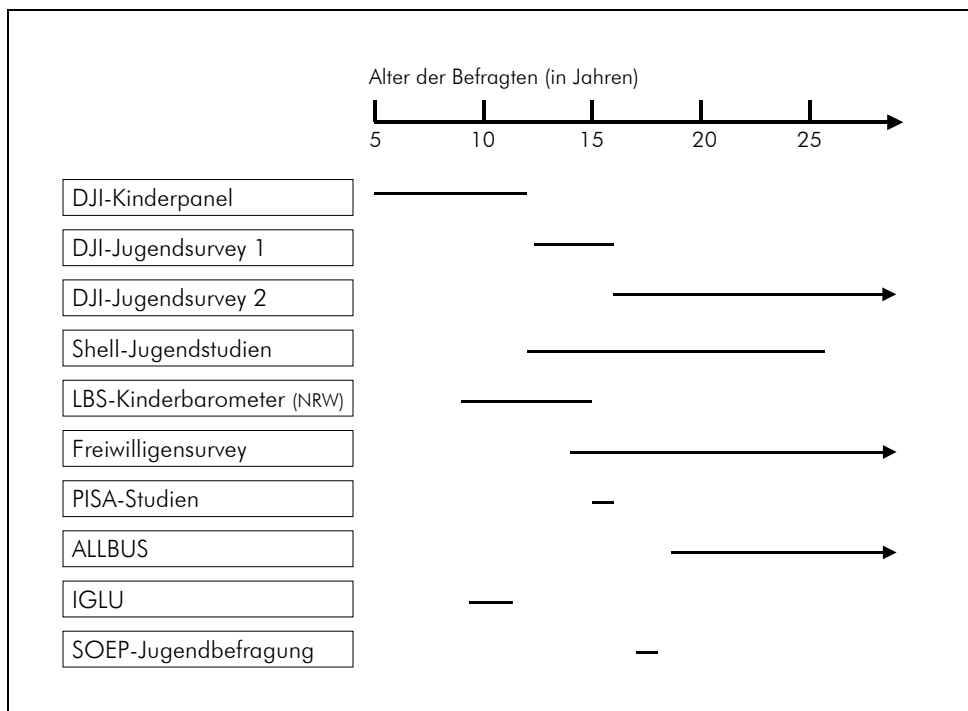 Alter der Befragten (in Jahren)
5 10 15 20 25
DJI-Kinderpanel
DJI-Jugendsurvey 1
DJI-Jugendsurvey 2
Shell-Jugendstudien
LBS-Kinderbarometer (NRW)
Freiwilligensurvey
PISA-Studien
ALLBUS
IGLU
SOEP-Jugendbefragung